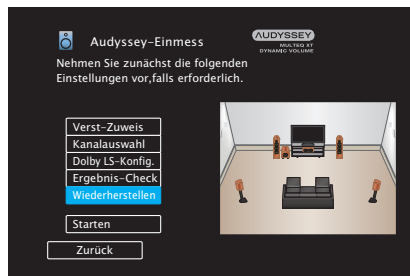 Audyssey-Einmess
AUDYSSEY
MULTEQ XT
DYNAMIC VOLUME
Nehmen Sie zunächst die folgenden
Einstellungen vor,falls erforderlich.
Verst-Zuweis
Kanalauswahl
Dolby LS-Konfig.
Ergebnis-Check
Wiederherstellen
Starten
Zurück